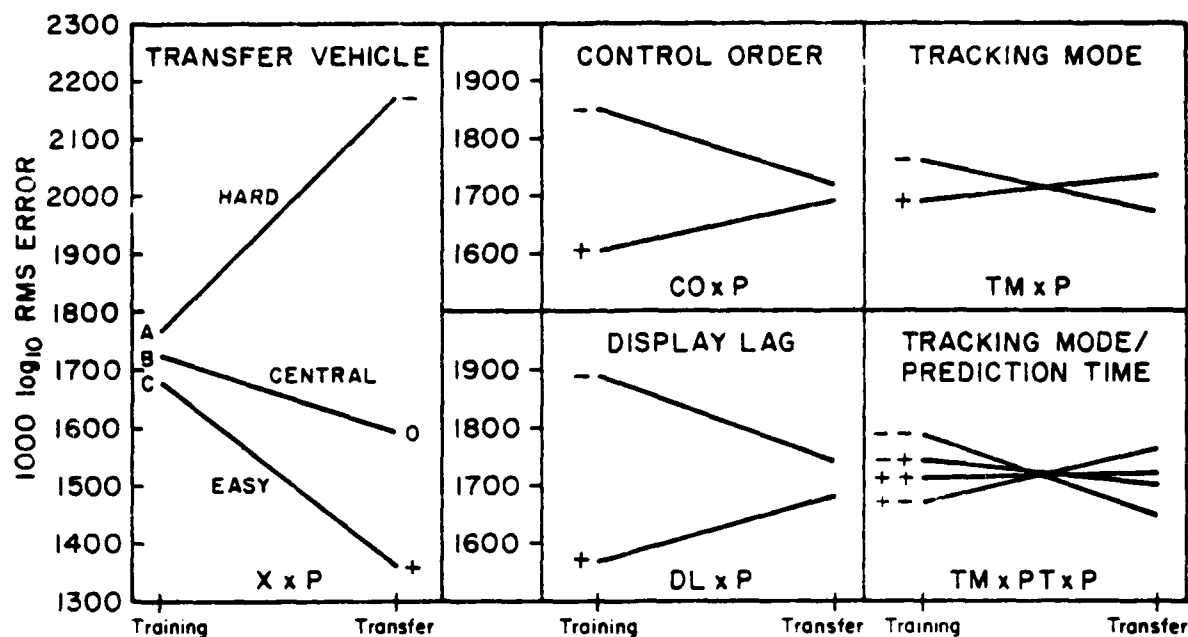 1000 log10 RMS ERROR
2300
2200
2100
2000
1900
1800
1700
1600
1500
1400
1300
TRANSFER VEHICLE
–
HARD
A
B
C
CENTRAL
O
EASY
+
X x P
Training Transfer
1900
1800
1700
1600
CONTROL ORDER
–
+
CO x P
TRACKING MODE
–
+
TM x P
1900
1800
1700
1600
DISPLAY LAG
–
+
DL x P
Training Transfer
TRACKING MODE/
PREDICTION TIME
– –
– +
+ +
+ –
TM x PT x P
Training Transfer